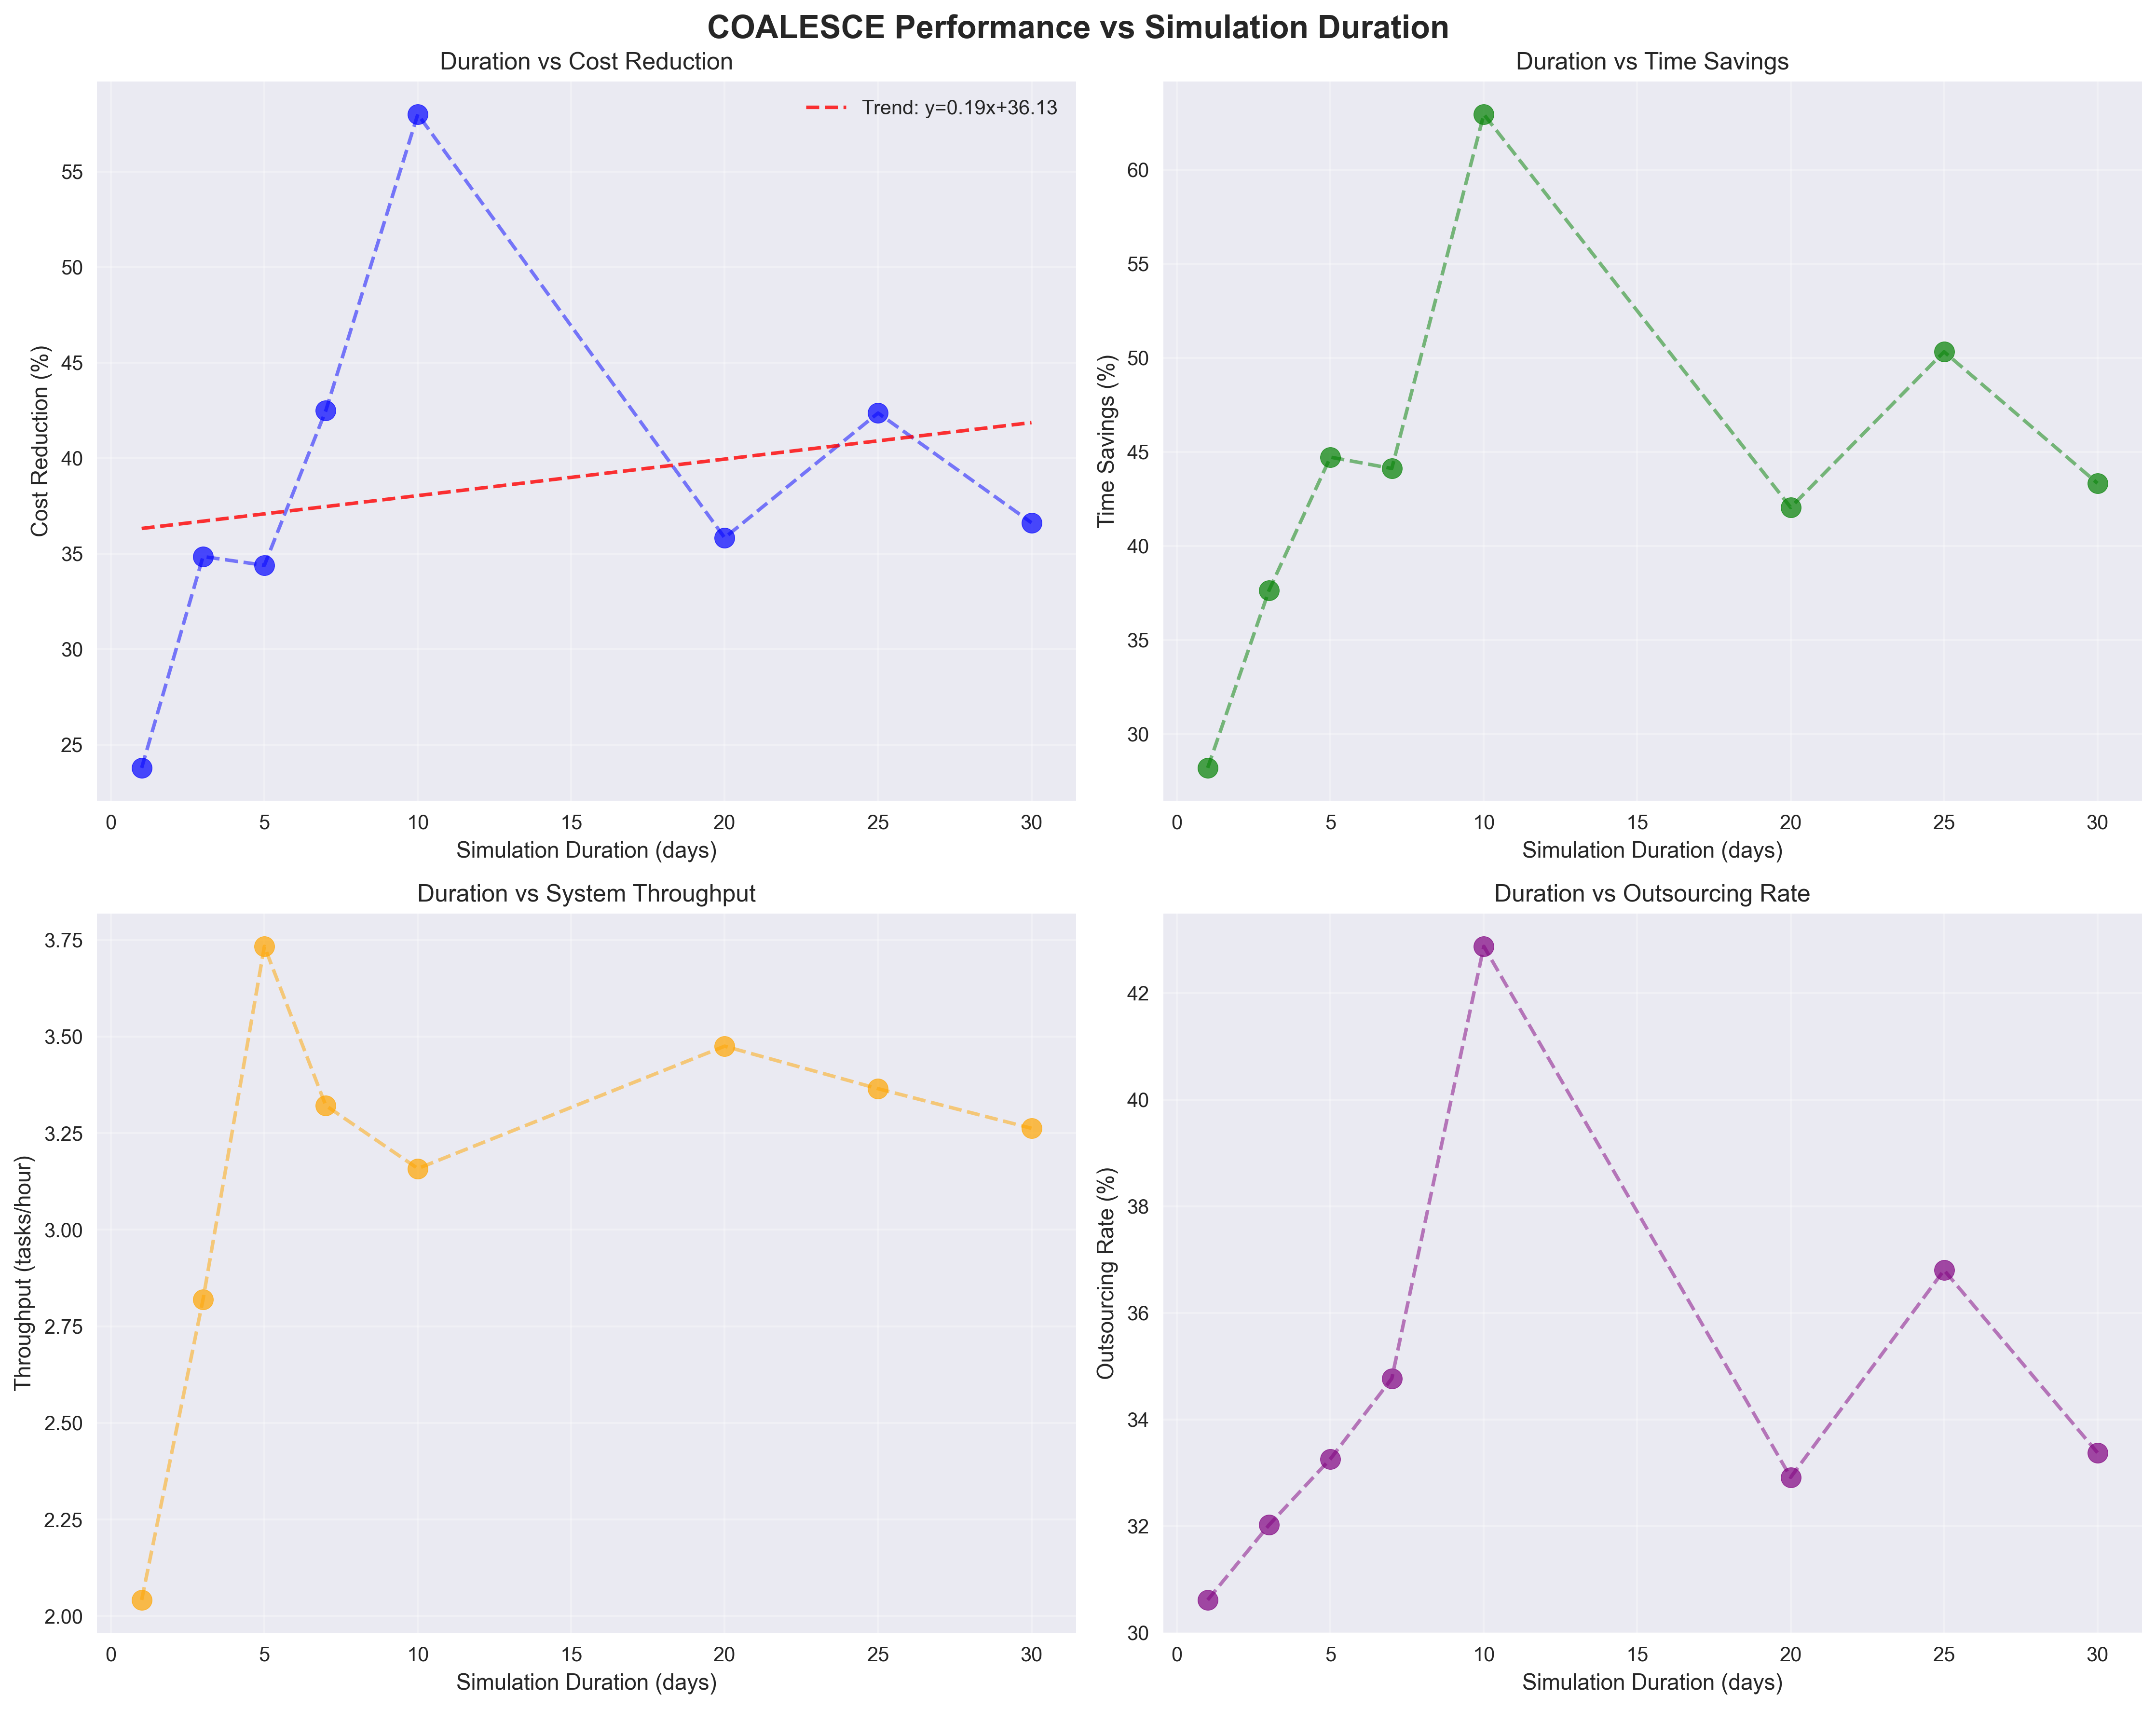 COALESCE Performance vs Simulation Duration
Duration vs Cost Reduction
Trend: y=0.19x+36.13
Cost Reduction (%)
55
50
45
40
35
30
25
0 5 10 15 20 25 30
Simulation Duration (days)
Duration vs Time Savings
Time Savings (%)
60
55
50
45
40
35
30
0 5 10 15 20 25 30
Simulation Duration (days)
Duration vs System Throughput
Throughput (tasks/hour)
3.75
3.50
3.25
3.00
2.75
2.50
2.25
2.00
0 5 10 15 20 25 30
Simulation Duration (days)
Duration vs Outsourcing Rate
Outsourcing Rate (%)
42
40
38
36
34
32
30
0 5 10 15 20 25 30
Simulation Duration (days)